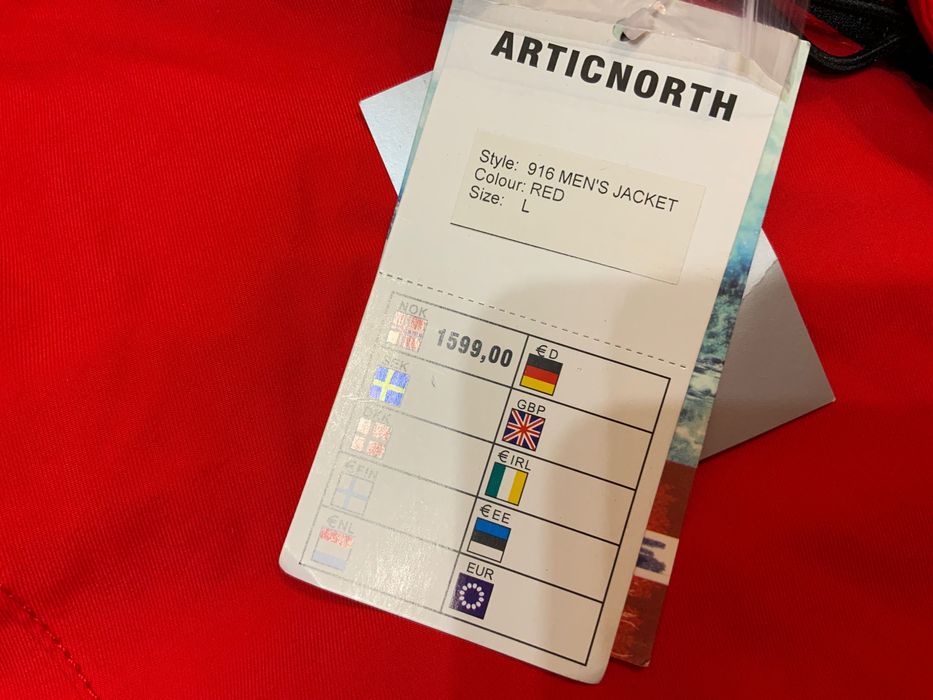 ARTICNORTH
Style: 916 MEN'S JACKET
Colour: RED
Size: L
NOK
1599,00
SEK
DKK
€FIN
€NL
€D
GBP
€IRL
€EE
EUR